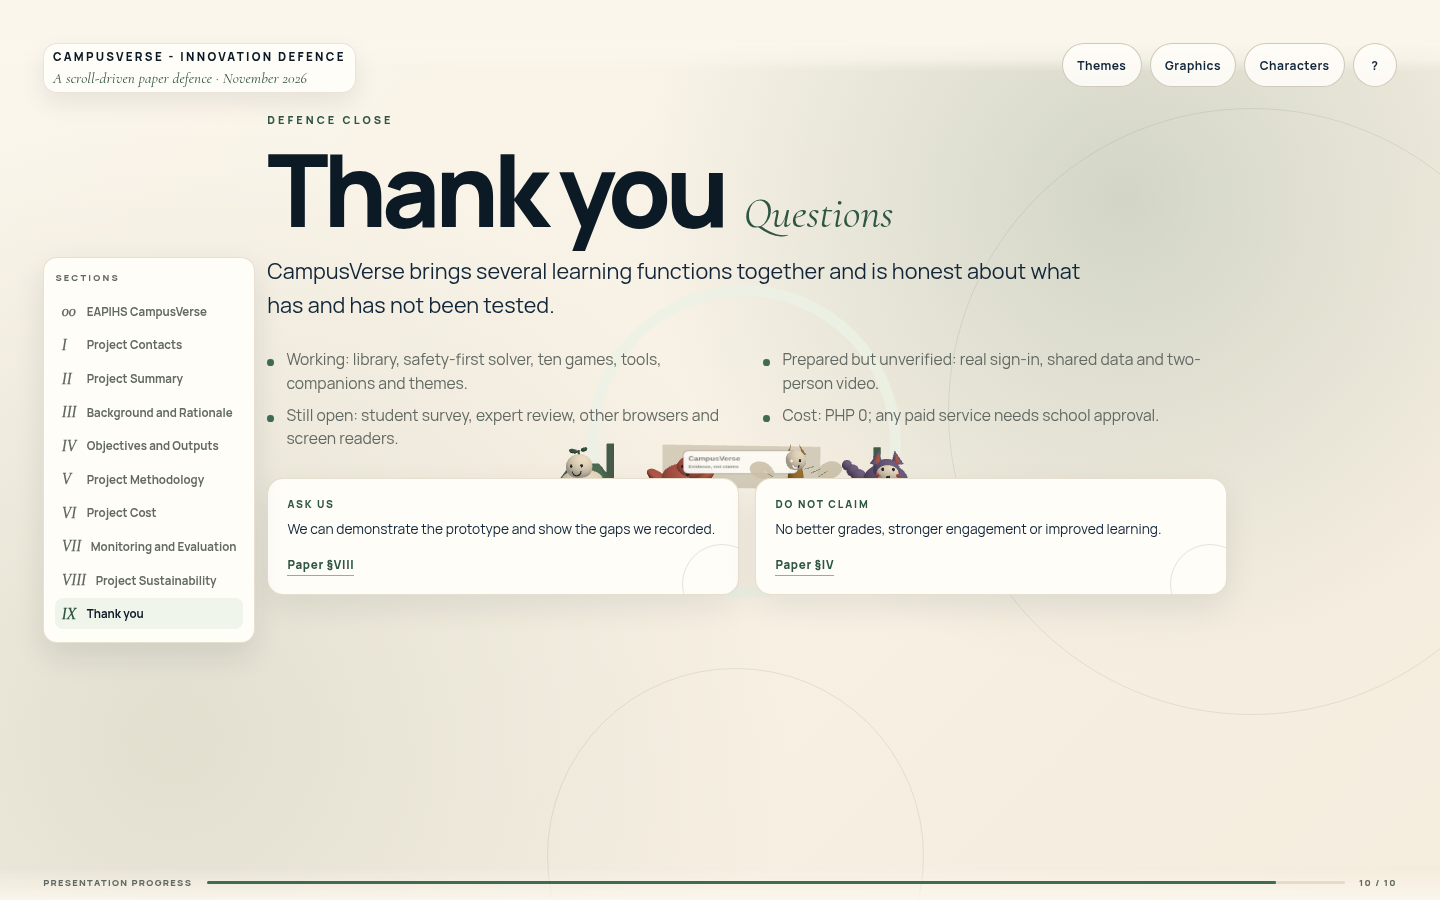 CAMPUSVERSE - INNOVATION DEFENCE
A scroll-driven paper defence · November 2026
Themes
Graphics
Characters
?
DEFENCE CLOSE
Thank you Questions
CampusVerse brings several learning functions together and is honest about what
has and has not been tested.
Working: library, safety-first solver, ten games, tools,
companions and themes.
Prepared but unverified: real sign-in, shared data and two-
person video.
Still open: student survey, expert review, other browsers and
screen readers.
Cost: PHP 0; any paid service needs school approval.
CampusVerse
Evidence, not claims
ASK US
We can demonstrate the prototype and show the gaps we recorded.
Paper §VIII
DO NOT CLAIM
No better grades, stronger engagement or improved learning.
Paper §IV
SECTIONS
00 EAPIHS CampusVerse
I Project Contacts
II Project Summary
III Background and Rationale
IV Objectives and Outputs
V Project Methodology
VI Project Cost
VII Monitoring and Evaluation
VIII Project Sustainability
IX Thank you
PRESENTATION PROGRESS
10 / 10